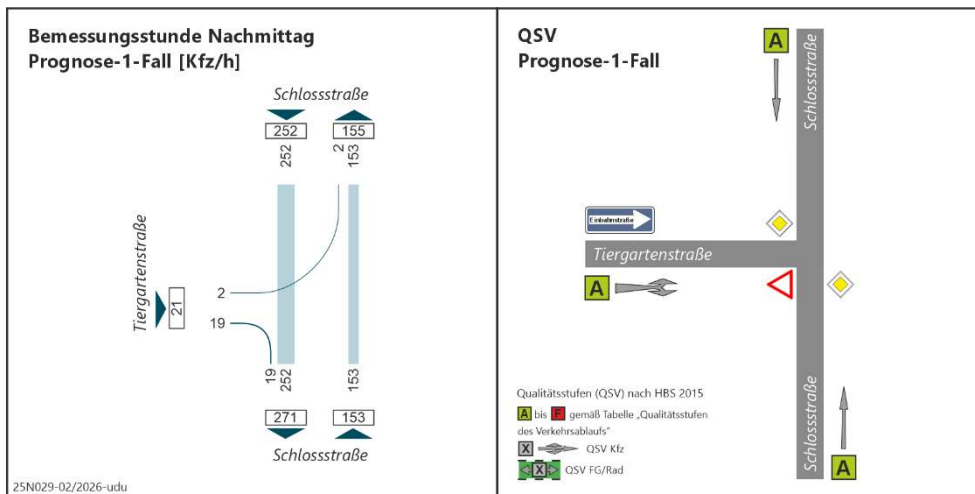 Bemessungsstunde Nachmittag
Prognose-1-Fall [Kfz/h]
Schlossstraße
252
155
252
2
153
Tiergartenstraße
21
2
19
19
252
153
271
153
Schlossstraße
25N029-02/2026-udu
QSV
Prognose-1-Fall
A
Schlossstraße
Einbahnstraße
Tiergartenstraße
A
Schlossstraße
A
Qualitätsstufen (QSV) nach HBS 2015
A bis F gemäß Tabelle „Qualitätsstufen
des Verkehrsablaufs"
X QSV Kfz
X QSV FG/Rad